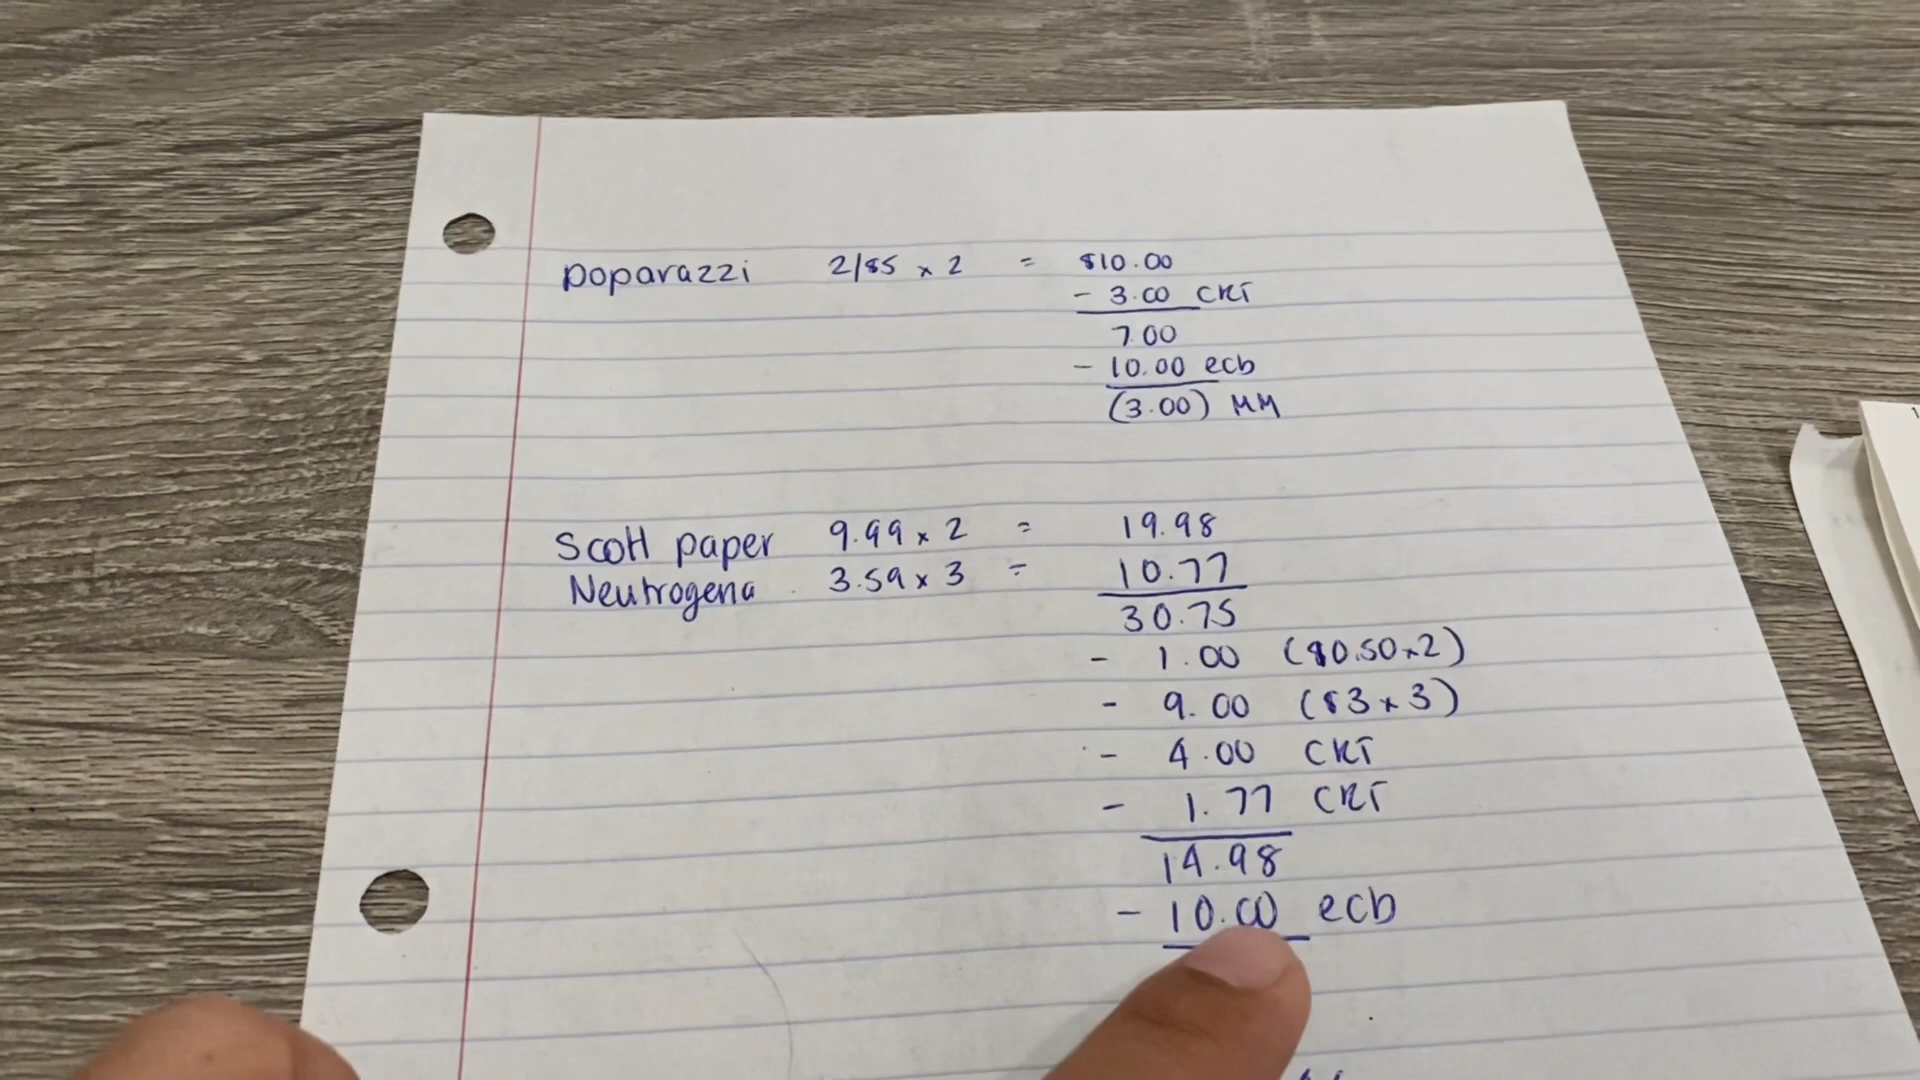 poparazzi 2/$5 x 2 = $10.00
- 3.00 CRT
7.00
- 10.00 ecb
(3.00) MM
Scott paper 9.99 x 2 = 19.98
Neutrogena 3.59 x 3 = 10.77
30.75
- 1.00 ($0.50 x 2)
- 9.00 ($3 x 3)
- 4.00 CRT
- 1.77 CRT
14.98
- 10.00 ecb